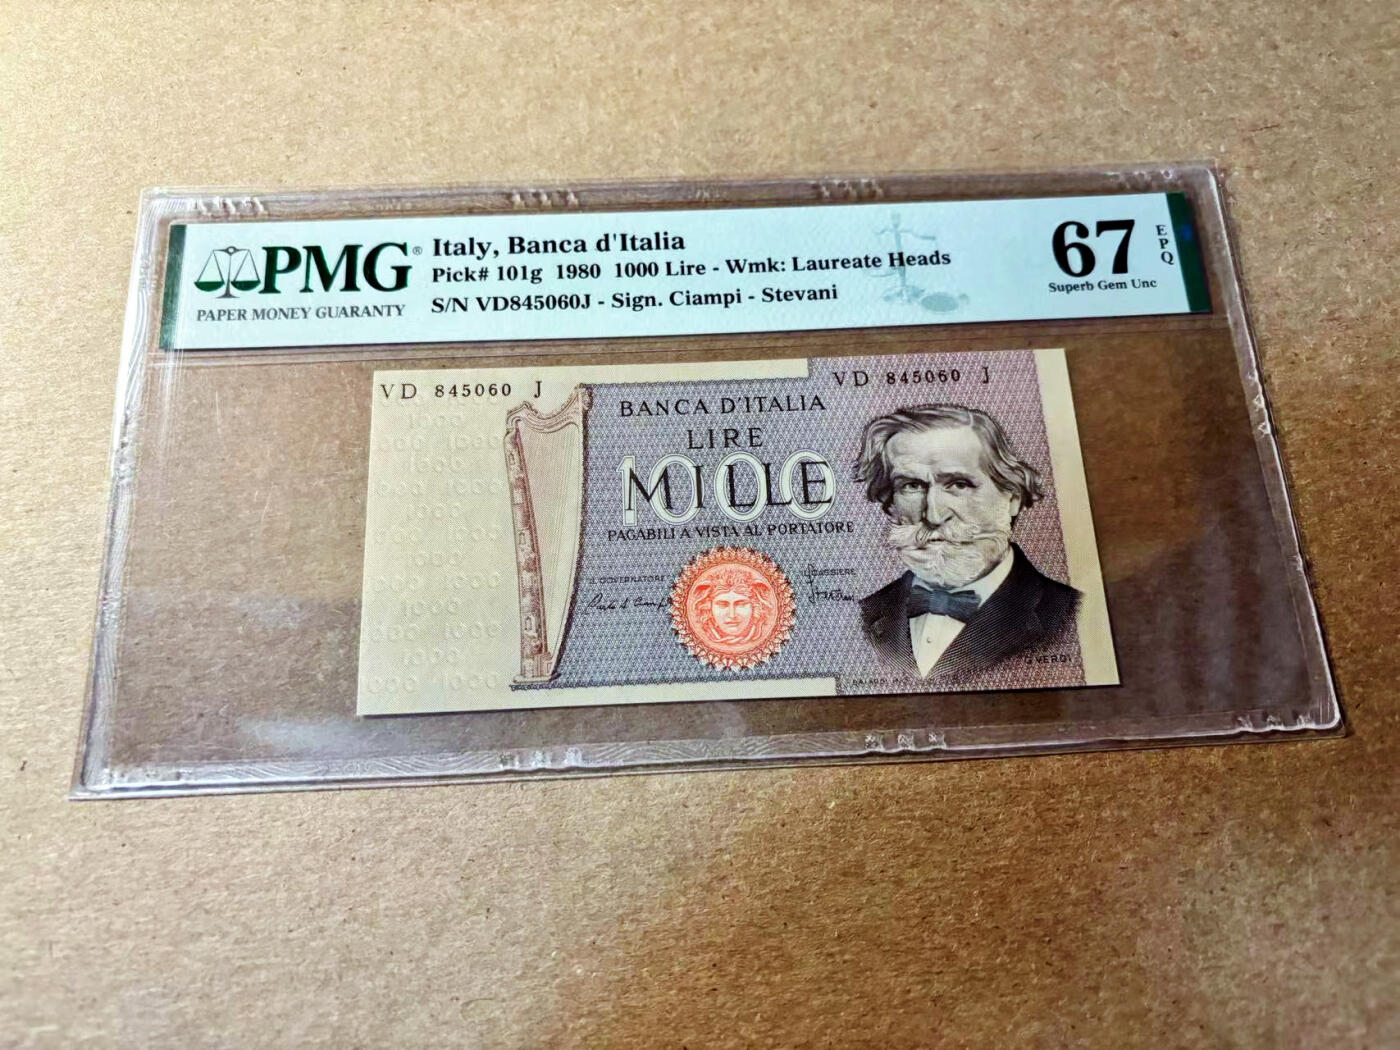 PMG®
PAPER MONEY GUARANTY
Italy, Banca d'Italia
Pick# 101g 1980 1000 Lire - Wmk: Laureate Heads
S/N VD845060J - Sign. Ciampi - Stevani
67
EPQ
Superb Gem Unc
VD 845060 J
VD 845060 J
BANCA D'ITALIA
LIRE
MILLE
1000
PAGABILI A VISTA AL PORTATORE
IL GOVERNATORE
CASSIERE
G. VERDI